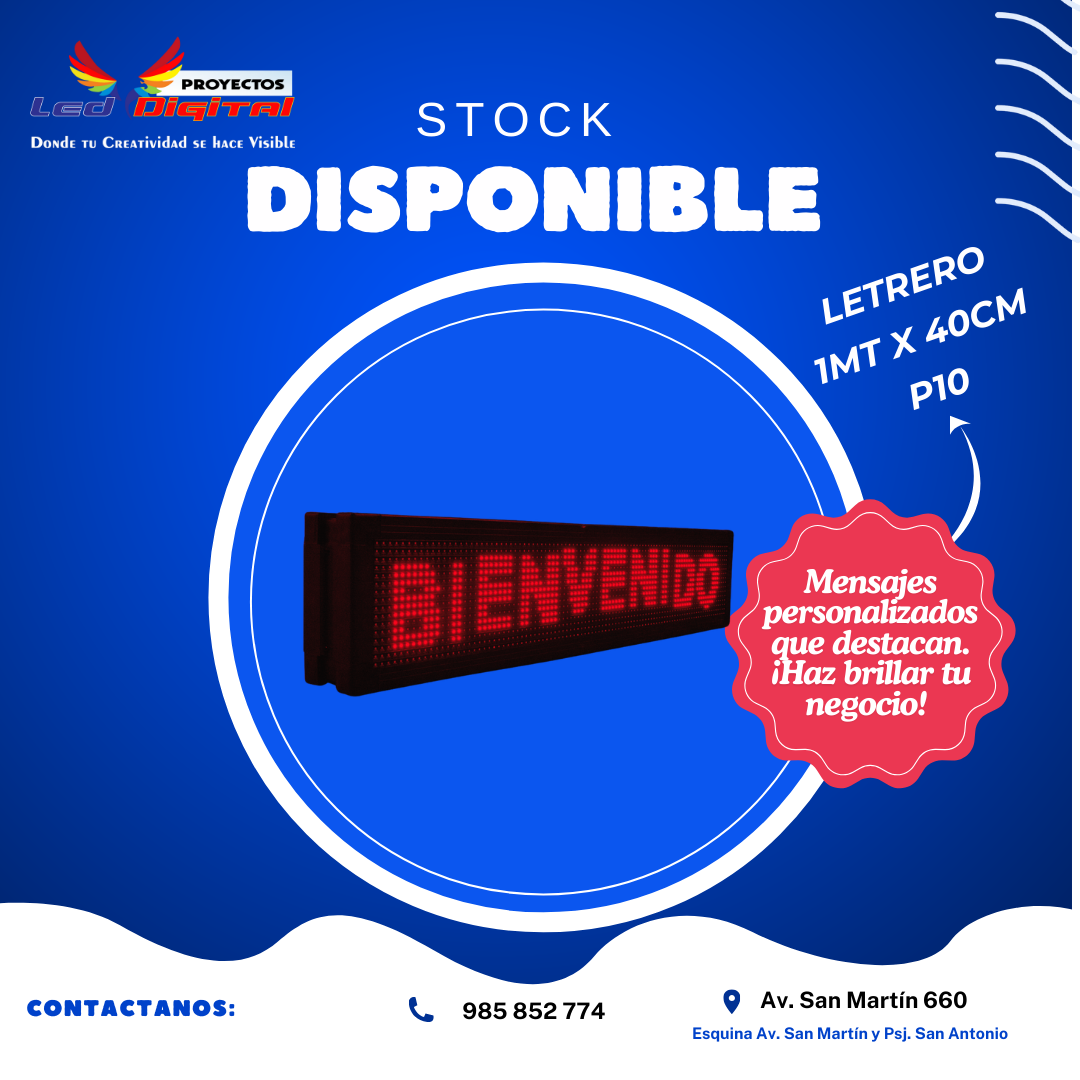 PROYECTOS
Led Digital
Donde tu Creatividad se hace Visible
STOCK
DISPONIBLE
LETRERO
1MT X 40CM
P10
BIENVENIDO
Mensajes
personalizados
que destacan.
¡Haz brillar tu
negocio!
CONTACTANOS:
985 852 774
Av. San Martín 660
Esquina Av. San Martín y Psj. San Antonio